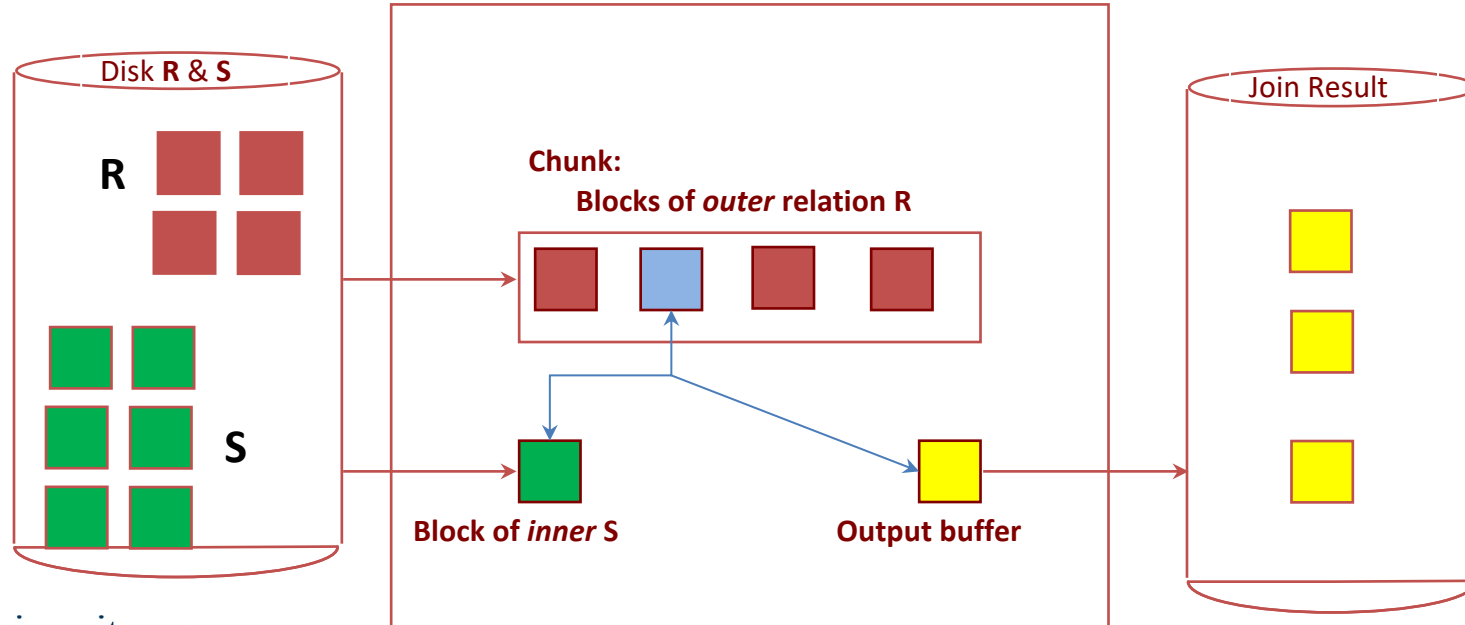 Disk R & S
R
S
Chunk:
Blocks of outer relation R
Block of inner S
Output buffer
Join Result